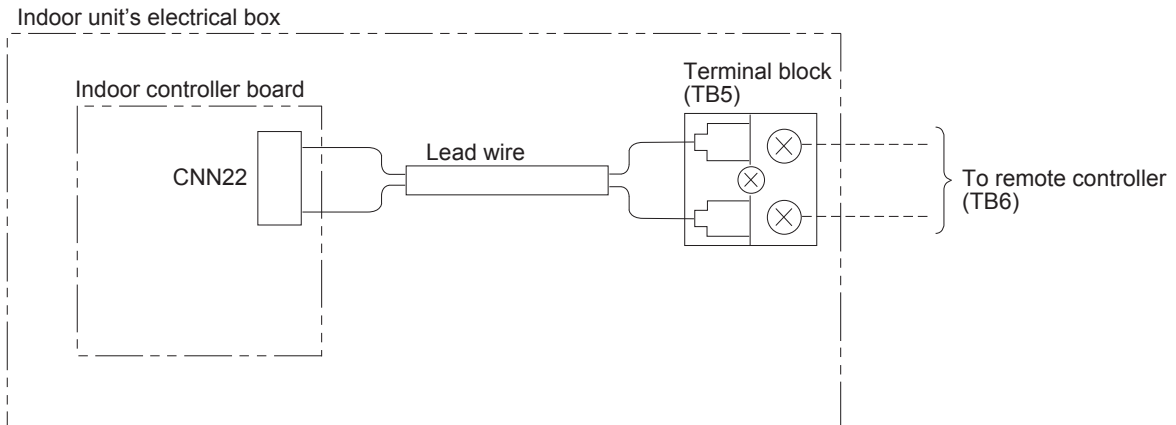 Indoor unit's electrical box
Terminal block
(TB5)
Indoor controller board
Lead wire
CNN22
To remote controller
(TB6)